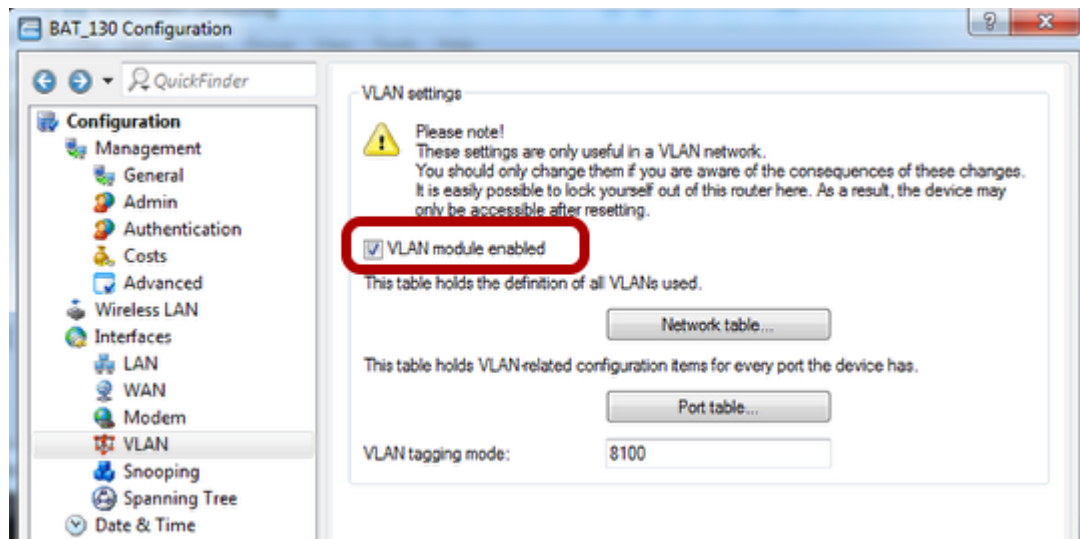 BAT_130 Configuration
QuickFinder
Configuration
Management
General
Admin
Authentication
Costs
Advanced
Wireless LAN
Interfaces
LAN
WAN
Modem
VLAN
Snooping
Spanning Tree
Date & Time
VLAN settings
Please note!
These settings are only useful in a VLAN network.
You should only change them if you are aware of the consequences of these changes.
It is easily possible to lock yourself out of this router here. As a result, the device may
only be accessible after resetting.
VLAN module enabled
This table holds the definition of all VLANs used.
Network table...
This table holds VLAN-related configuration items for every port the device has.
Port table...
VLAN tagging mode:
8100